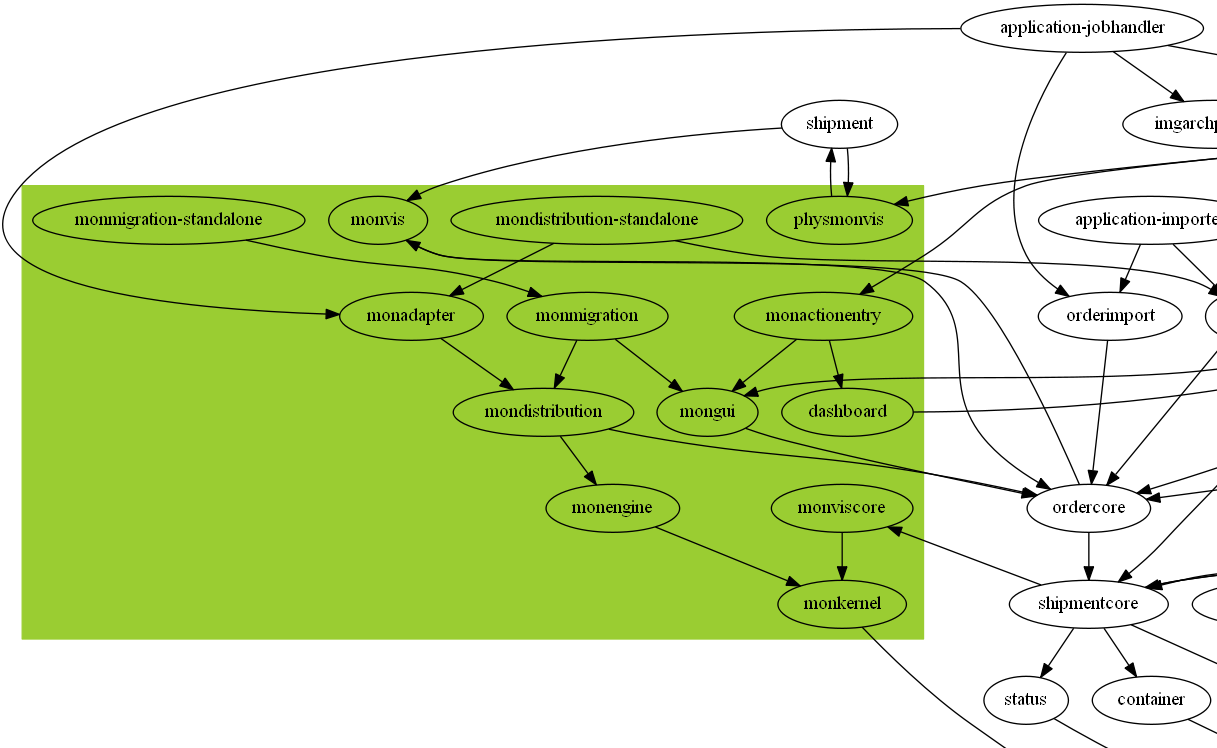 application-jobhandler
shipment
imgarchp
monmigration-standalone
monvis
mondistribution-standalone
physmonvis
application-importe
monadapter
monmigration
monactionentry
orderimport
mondistribution
mongui
dashboard
monengine
monviscore
ordercore
monkernel
shipmentcore
status
container